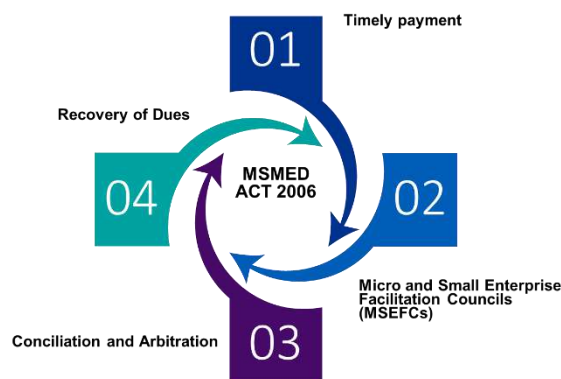 01
Timely payment
Recovery of Dues
MSMED
ACT 2006
04
02
Micro and Small Enterprise
Facilitation Councils
(MSEFCs)
Conciliation and Arbitration
03